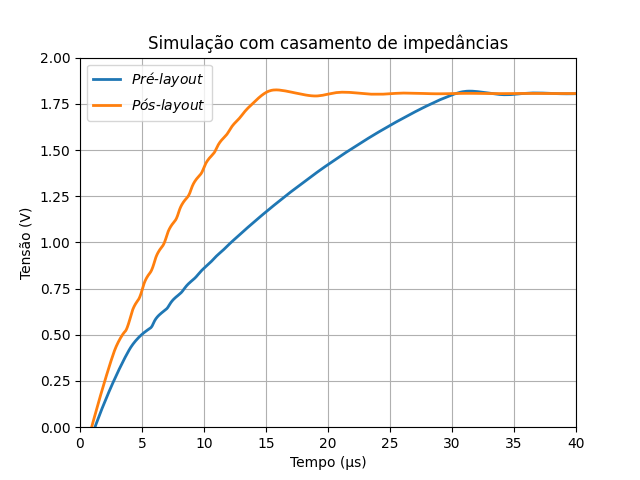 Simulação com casamento de impedâncias
Pré-layout
Pós-layout
Tensão (V)
2.00
1.75
1.50
1.25
1.00
0.75
0.50
0.25
0.00
0 5 10 15 20 25 30 35 40
Tempo (μs)